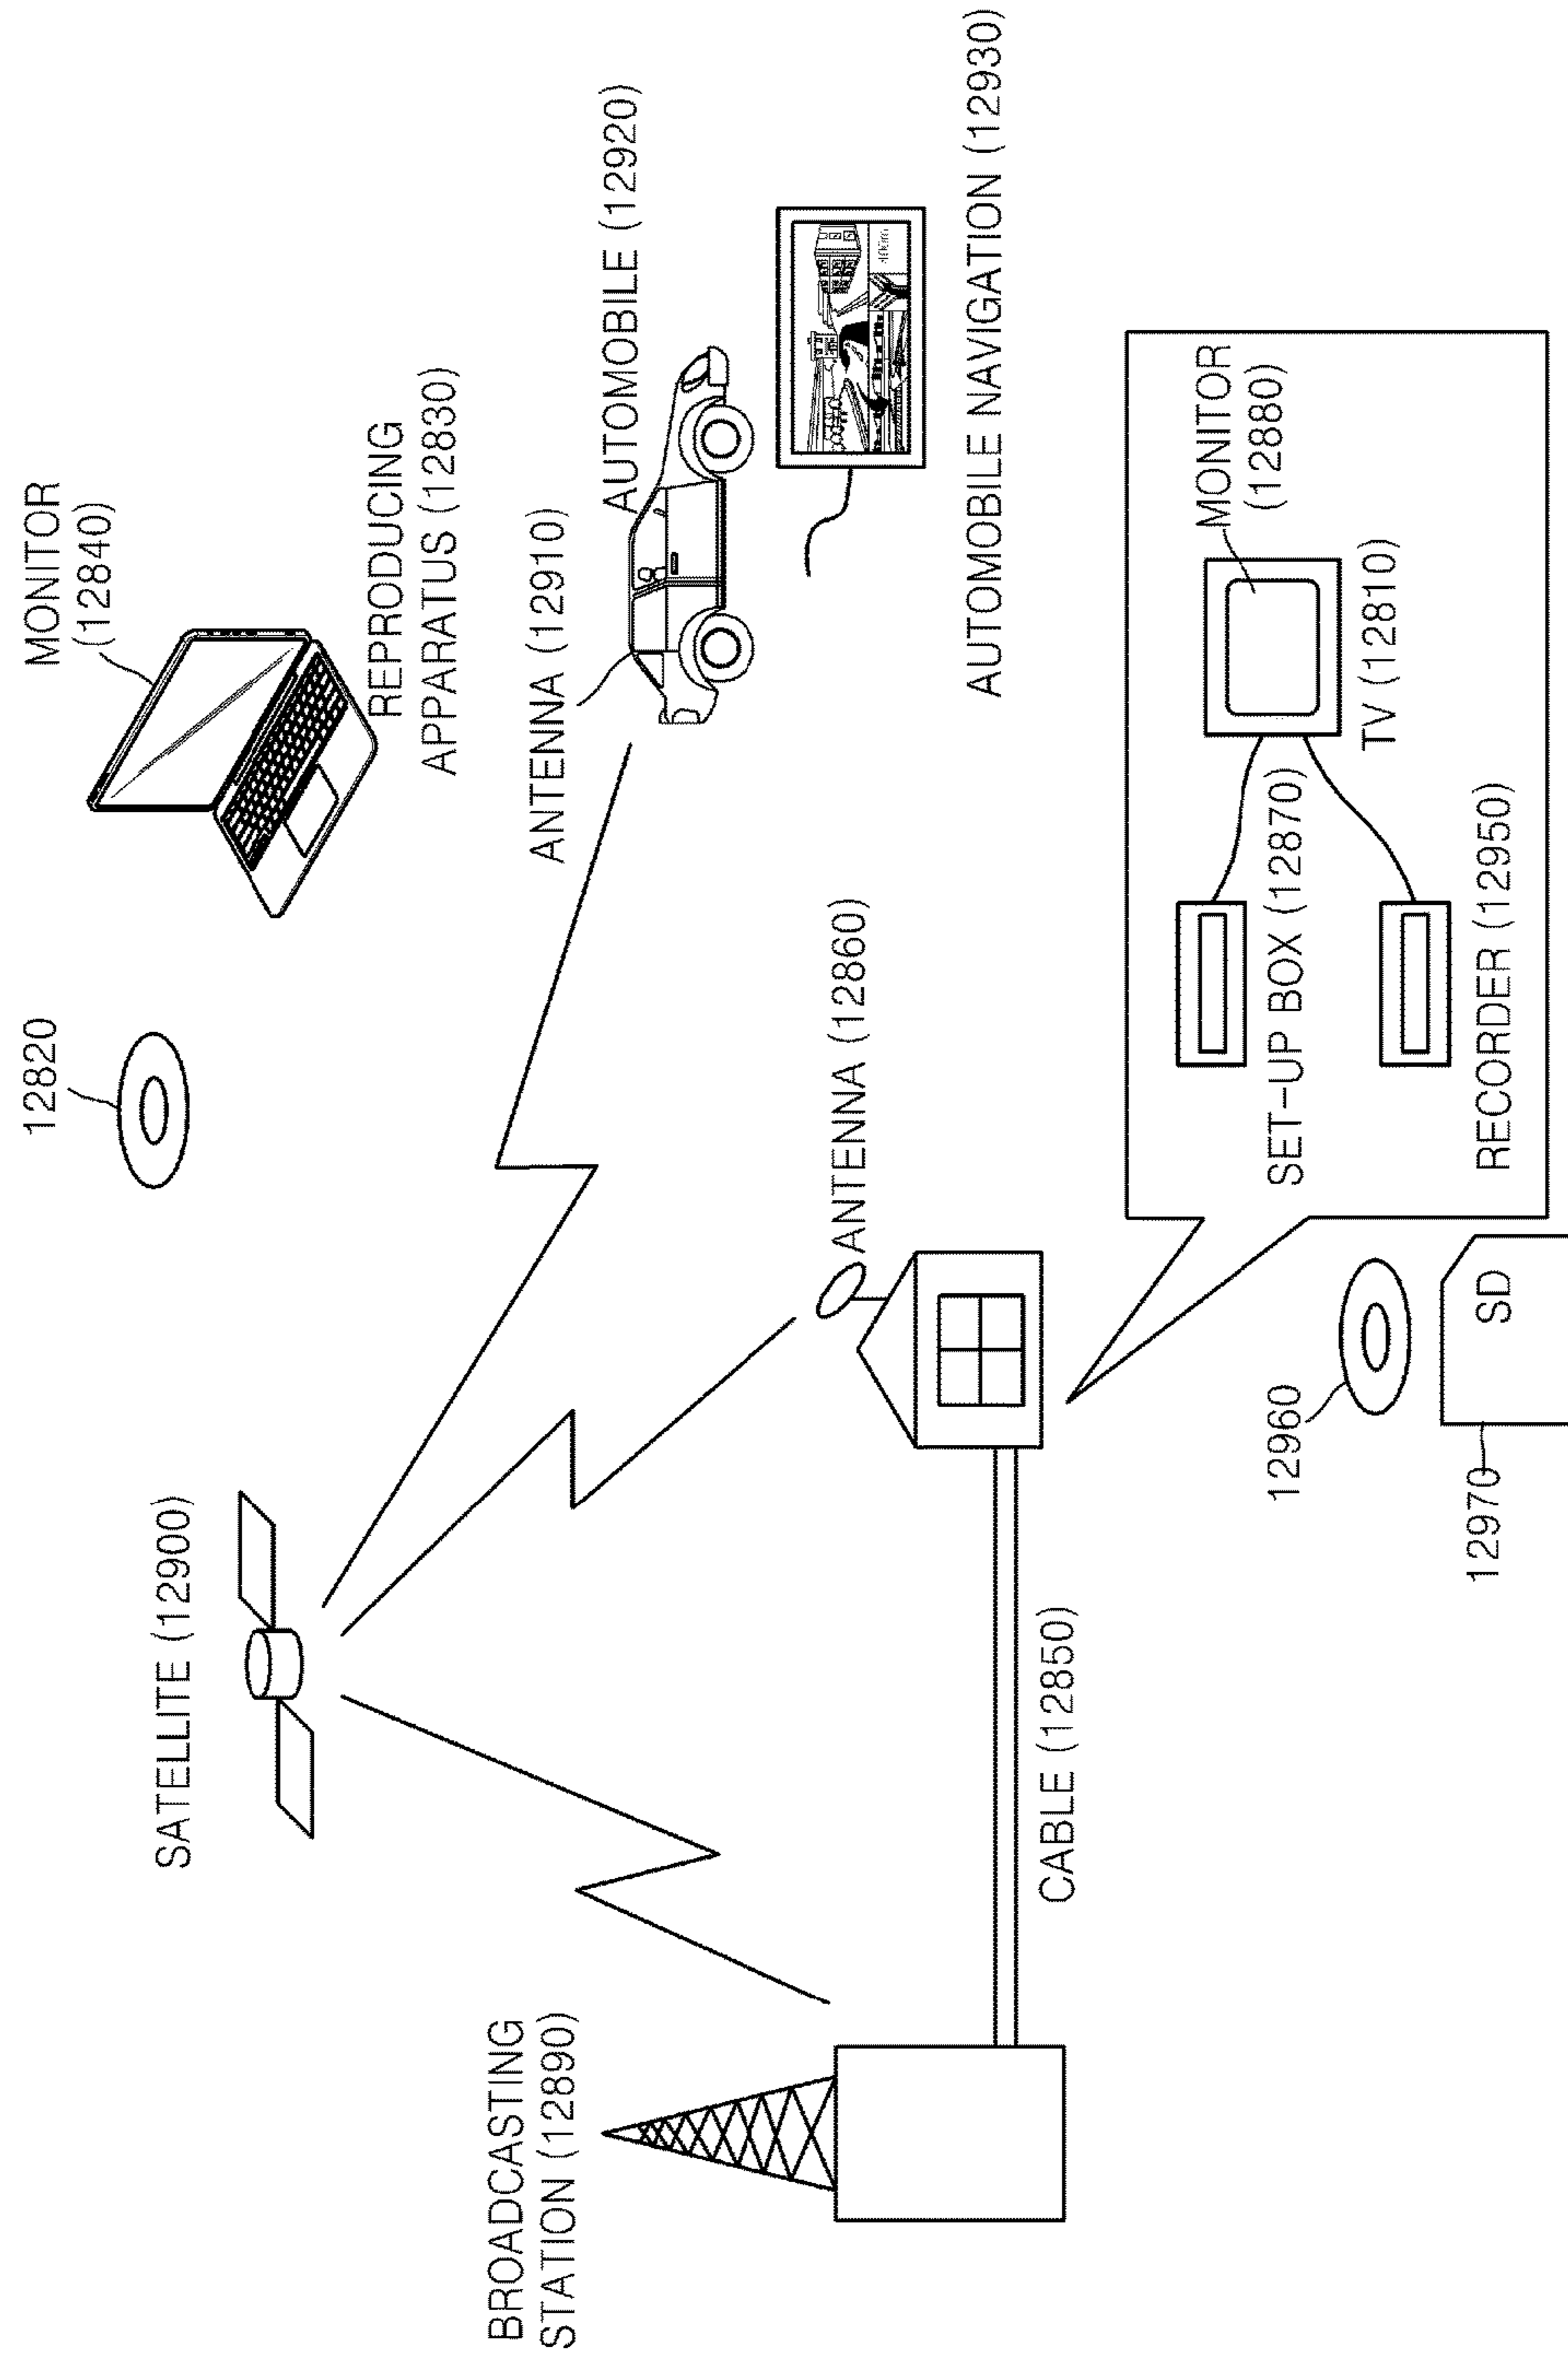 12820
MONITOR
(12840)
SATELLITE (12900)
REPRODUCING
APPARATUS (12830)
BROADCASTING
STATION (12890)
ANTENNA (12910)
AUTOMOBILE (12920)
ANTENNA (12860)
AUTOMOBILE NAVIGATION (12930)
CABLE (12850)
MONITOR
(12880)
SET-UP BOX (12870)
TV (12810)
RECORDER (12950)
12960
12970
SD